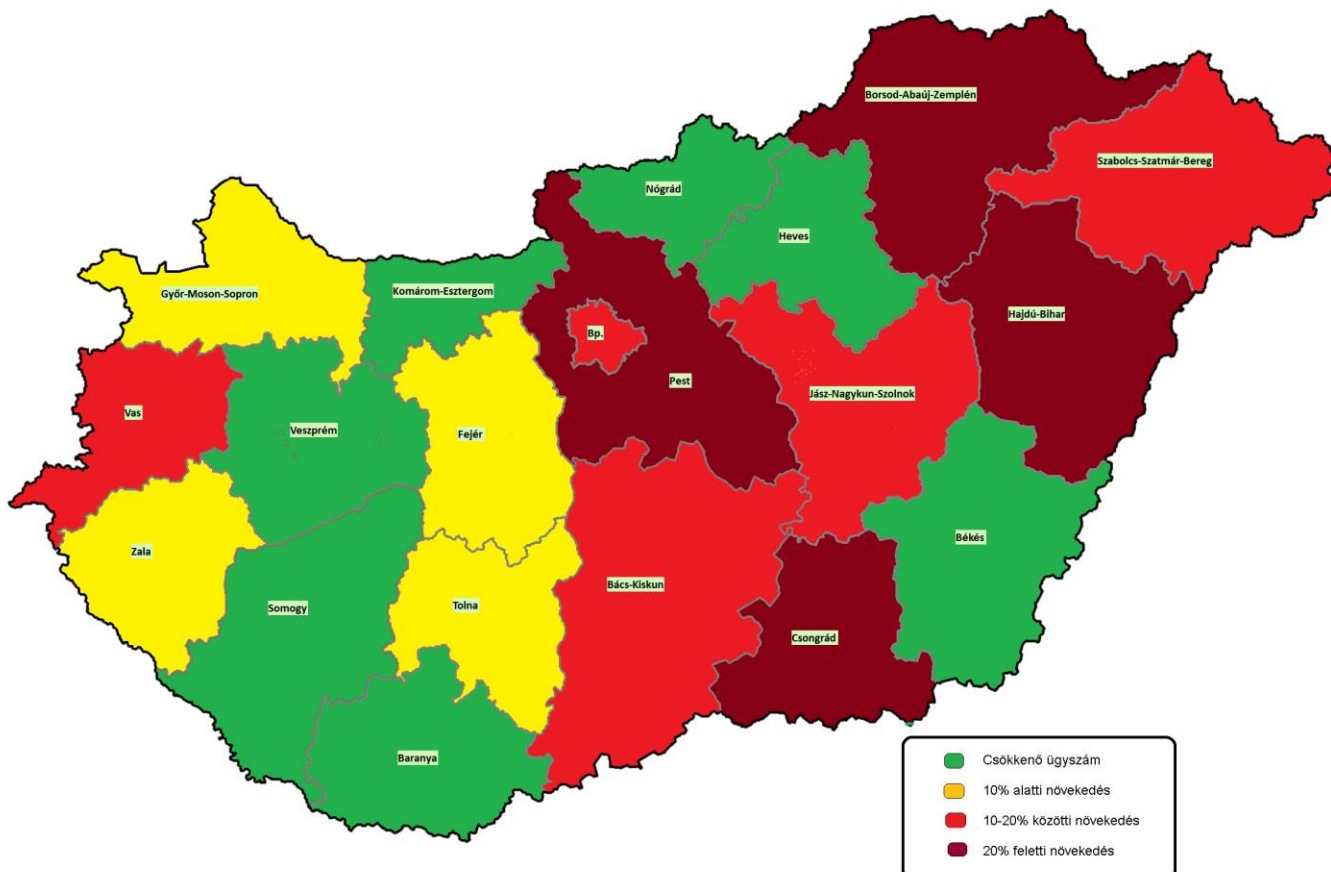 Borsod-Abaúj-Zemplén
Szabolcs-Szatmár-Bereg
Nógrád
Heves
Győr-Moson-Sopron
Komárom-Esztergom
Hajdú-Bihar
Bp.
Pest
Jász-Nagykun-Szolnok
Vas
Veszprém
Fejér
Békés
Zala
Bács-Kiskun
Somogy
Tolna
Csongrád
Baranya
Csökkenő ügyszám
10% alatti növekedés
10-20% közötti növekedés
20% feletti növekedés